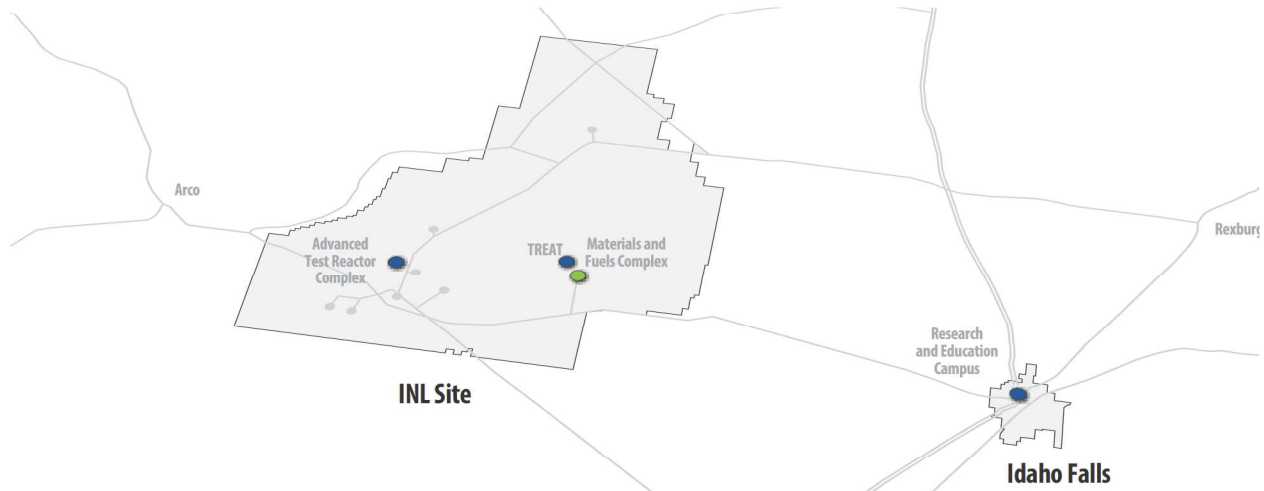 Arco
Advanced
Test Reactor
Complex
TREAT
Materials and
Fuels Complex
Rexburg
Research
and Education
Campus
INL Site
Idaho Falls